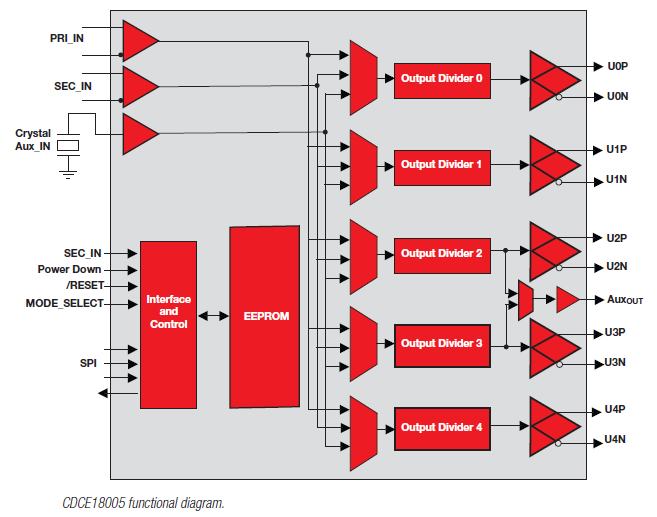 PRI_IN
SEC_IN
Crystal
Aux_IN
Output Divider 0
U0P
U0N
Output Divider 1
U1P
U1N
SEC_IN
Power Down
/RESET
MODE_SELECT
SPI
Interface
and
Control
EEPROM
Output Divider 2
U2P
U2N
AuxOUT
Output Divider 3
U3P
U3N
Output Divider 4
U4P
U4N
CDCE18005 functional diagram.